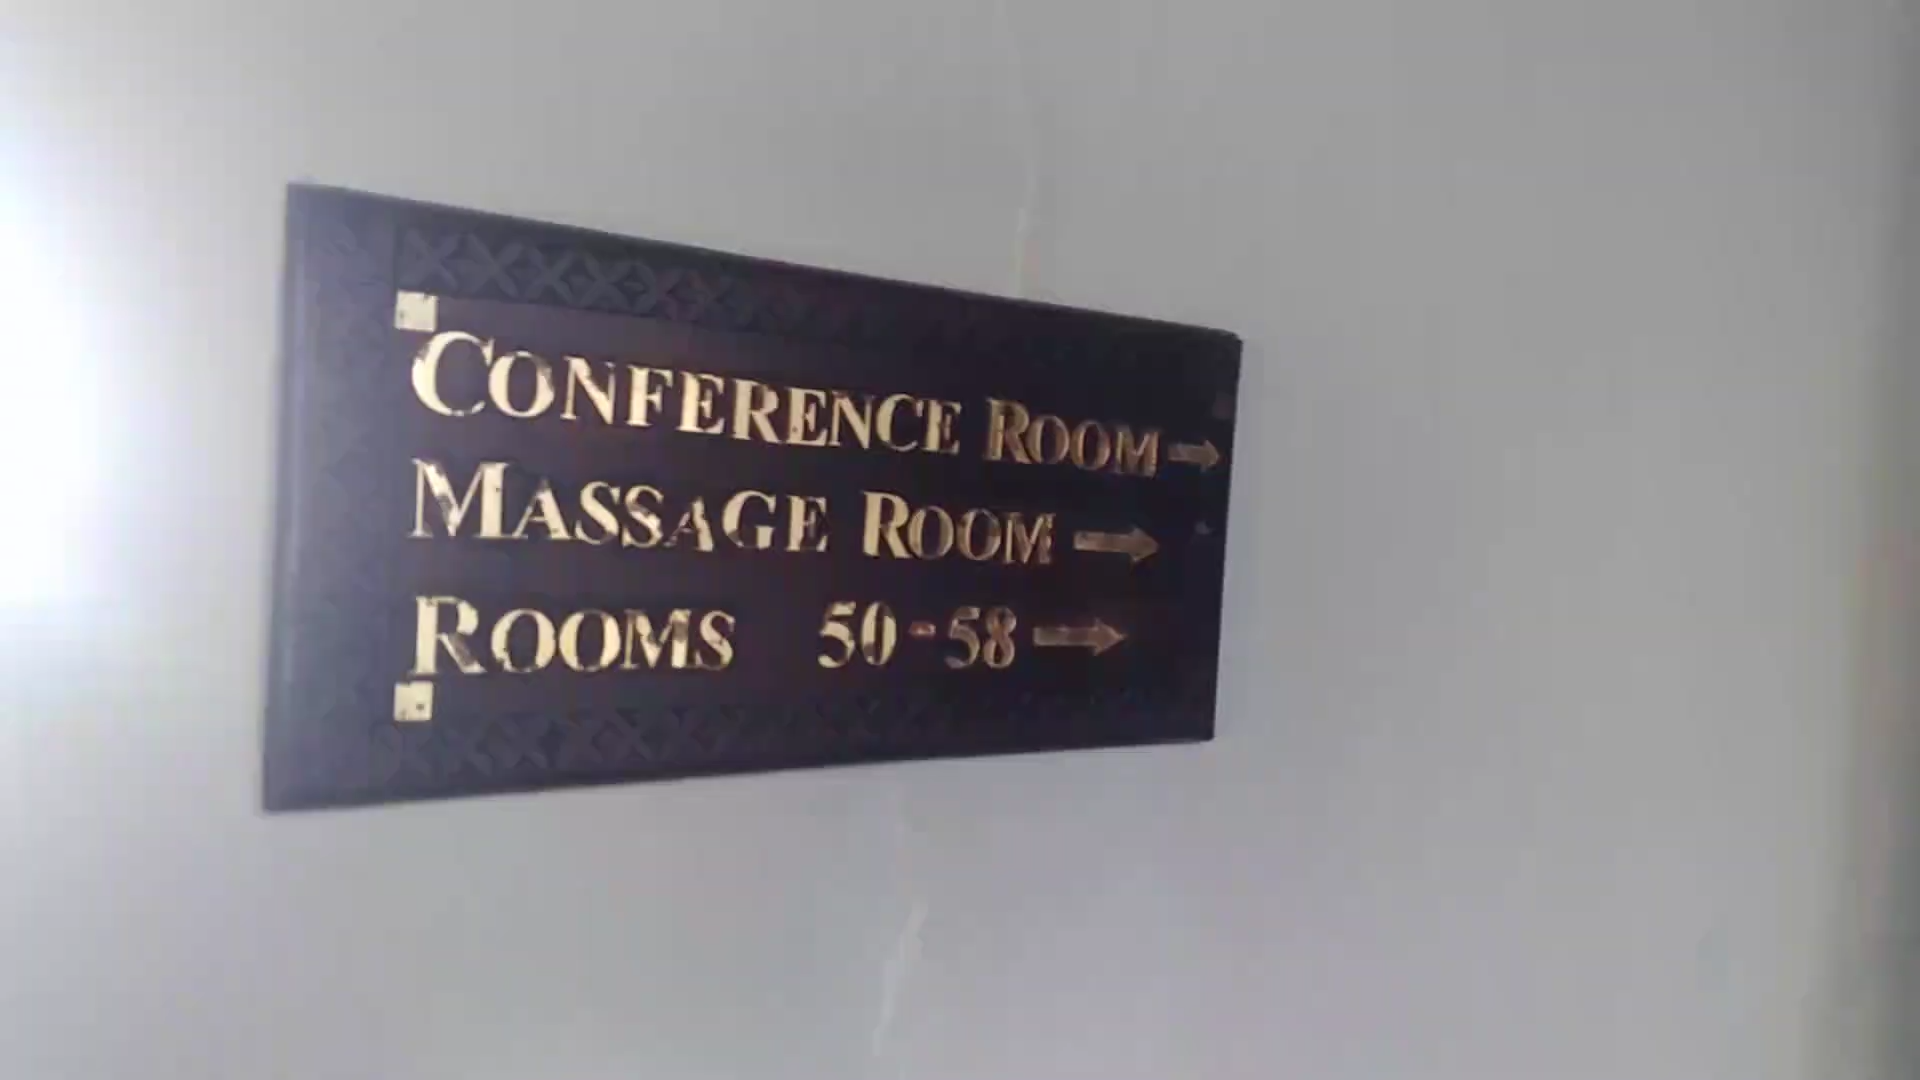 CONFERENCE ROOM →
MASSAGE ROOM →
ROOMS 50-58 →